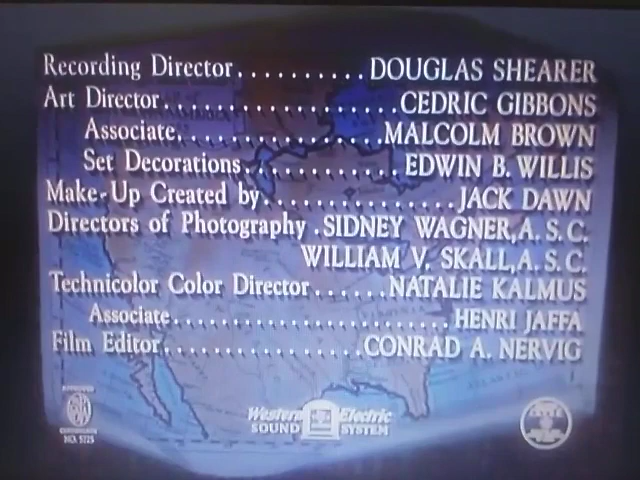 Recording Director..........DOUGLAS SHEARER
Art Director......................CEDRIC GIBBONS
Associate...................MALCOLM BROWN
Set Decorations.............EDWIN B. WILLIS
Make-Up Created by................JACK DAWN
Directors of Photography .SIDNEY WAGNER,A.S.C.
WILLIAM V. SKALL,A.S.C.
Technicolor Color Director......NATALIE KALMUS
Associate........................HENRI JAFFA
Film Editor.................CONRAD A. NERVIG
NO. 5725
Western Electric
SOUND SYSTEM